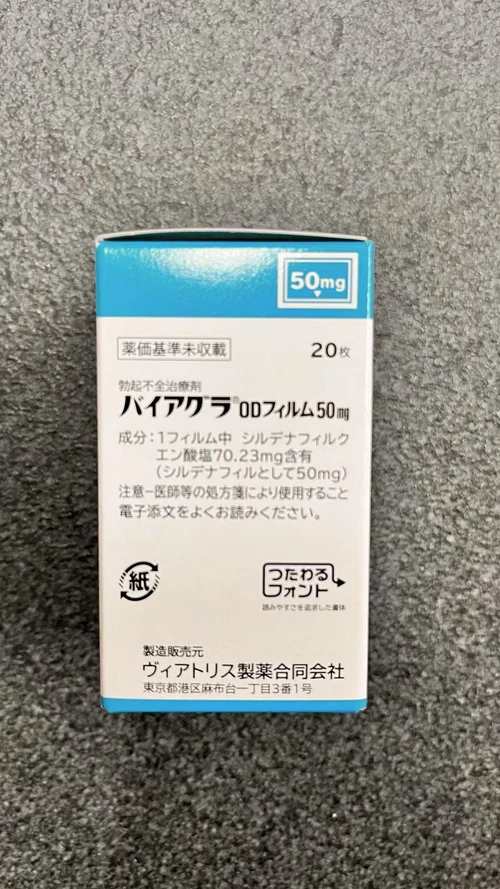 50mg
薬価基準未収載
20枚
勃起不全治療剤
バイアグラ® ODフィルム50mg
成分:1フィルム中 シルデナフィルク
エン酸塩70.23mg含有
(シルデナフィルとして50mg)
注意-医師等の処方箋により使用すること
電子添文をよくお読みください。
紙
つたわる
フォント
読みやすさを追求した書体
製造販売元
ヴィアトリス製薬合同会社
東京都港区麻布台一丁目3番1号